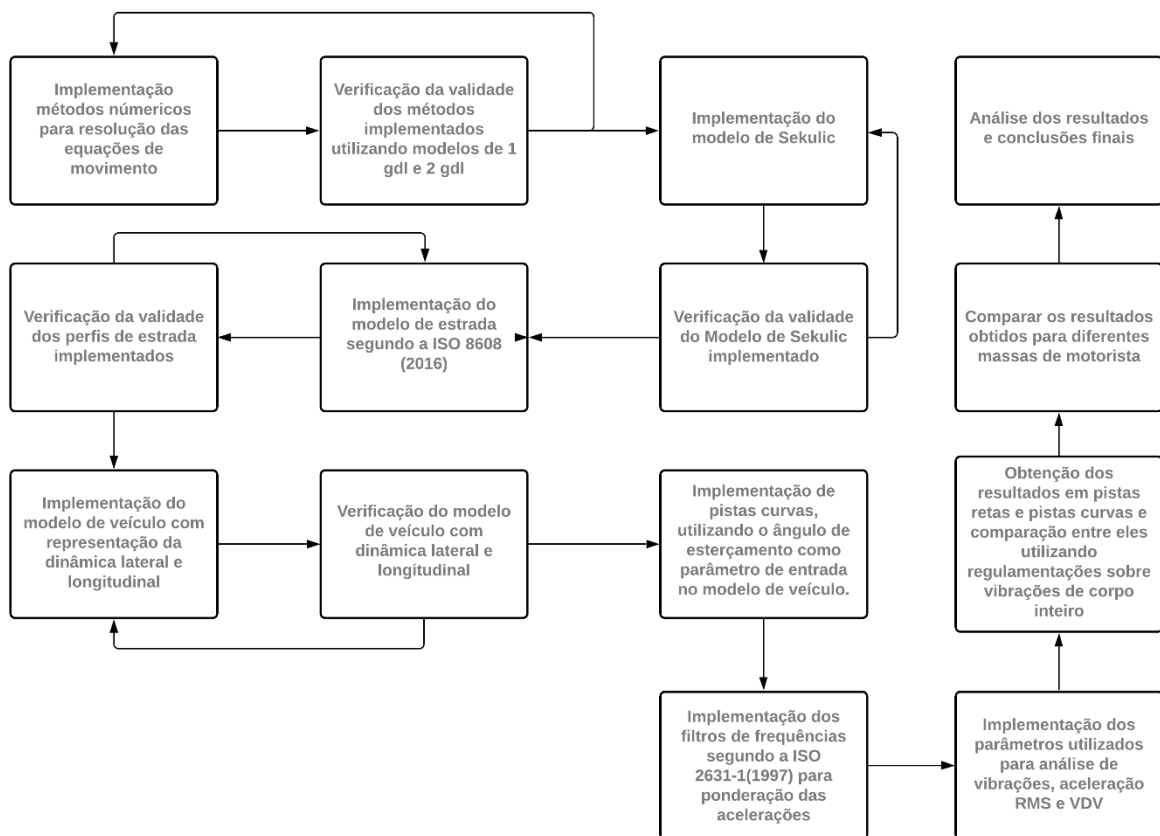 Implementação
métodos númericos
para resolução das
equações de
movimento
Verificação da validade
dos métodos
implementados
utilizando modelos de 1
gdl e 2 gdl
Implementação do
modelo de Sekulic
Análise dos resultados
e conclusões finais
Verificação da validade
dos perfis de estrada
implementados
Implementação do
modelo de estrada
segundo a ISO 8608
(2016)
Verificação da validade
do Modelo de Sekulic
implementado
Comparar os resultados
obtidos para diferentes
massas de motorista
Implementação do
modelo de veículo com
representação da
dinâmica lateral e
longitudinal
Verificação do modelo
de veículo com
dinâmica lateral e
longitudinal
Implementação de
pistas curvas,
utilizando o ângulo de
esterçamento como
parâmetro de entrada
no modelo de veículo.
Obtenção dos
resultados em pistas
retas e pistas curvas e
comparação entre eles
utilizando
regulamentações sobre
vibrações de corpo
inteiro
Implementação dos
filtros de frequências
segundo a ISO
2631-1(1997) para
ponderação das
acelerações
Implementação dos
parâmetros utilizados
para análise de
vibrações, aceleração
RMS e VDV